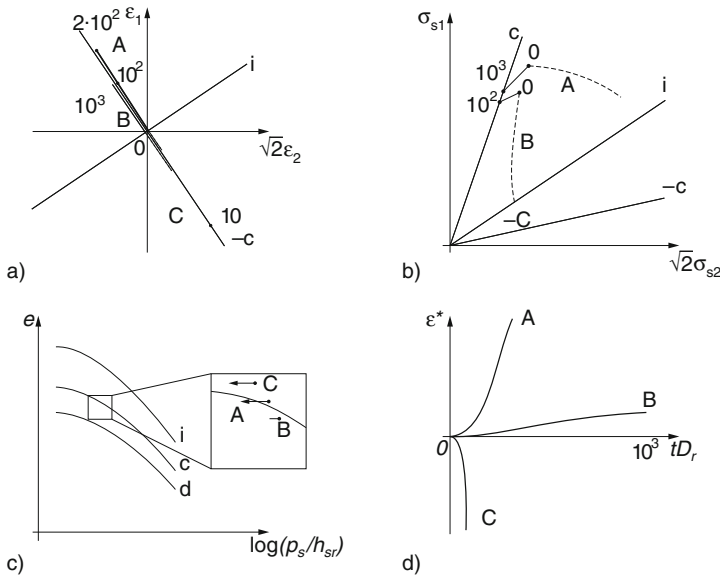 2·10² ε₁
A
10²
10³
B
0
i
√2ε₂
C
10
–c
a)
σs1
c
0
10³
0
10²
A
i
B
–c
–C
√2σs2
b)
e
C
A
B
i
c
d
log(ps/hsr)
c)
ε*
A
B
0
10³
tDr
C
d)